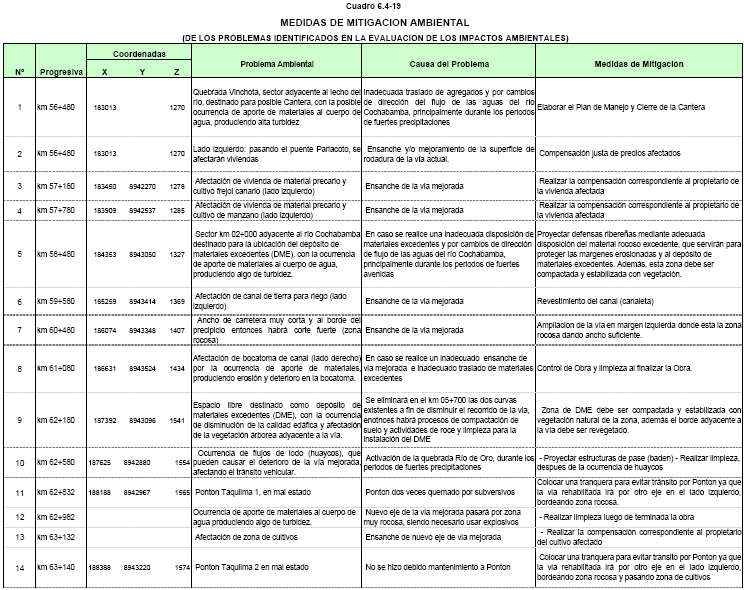 Cuadro 6.4-19
MEDIDAS DE MITIGACION AMBIENTAL
(DE LOS PROBLEMAS IDENTIFICADOS EN LA EVALUACION DE LOS IMPACTOS AMBIENTALES)
Nº Progresiva Coordenadas Problema Ambiental Causa del Problema Medidas de Mitigación
X Y Z
1 km 56+480 183013 1270
Quebrada Vinchota, sector adyacente al lecho del
río, destinado para posible Cantera, con la posible
ocurrencia de aporte de materiales al cuerpo de
agua, produciendo alta turbidez
Inadecuada traslado de agregados y por cambios
de dirección del flujo de las aguas del río
Cochabamba, principalmente durante los periodos
de fuertes precipitaciones
Elaborar el Plan de Manejo y Cierre de la Cantera
2 km 56+480 183013 1270
Lado izquierdo: pasando el puente Pariacoto, se
afectarán viviendas
Ensanche y/o mejoramiento de la superficie de
rodadura de la vía actual.
Compensación justa de predios afectados
3 km 57+180 183450 8942270 1278
Afectación de vivienda de material precario y
cultivo frejol canario (lado izquierdo)
Ensanche de la vía mejorada
Realizar la compensación correspondiente al propietario de
la vivienda afectada
4 km 57+780 183909 8942537 1285
Afectación de vivienda de material precario y
cultivo de manzano (lado izquierdo)
Ensanche de la vía mejorada
Realizar la compensación correspondiente al propietario de
la vivienda afectada
5 km 58+480 184353 8943050 1327
Sector km 02+000 adyacente al río Cochabamba
destinado para la ubicación del depósito de
materiales excedentes (DME), con la ocurrencia
de aporte de materiales al cuerpo de agua,
produciendo algo de turbidez.
En caso se realice una inadecuada disposición de
materiales excedentes y por cambios de dirección
de flujo de las aguas del río Cochabamba,
principalmente durante los periodos de fuertes
avenidas
Proyectar defensas ribereñas mediante adecuada
disposición del material rocoso excedente, que servirán para
proteger las margenes erosionadas y al depósito de
materiales excedentes. Además, esta zona debe ser
compactada y estabilizada con vegetación.
6 km 59+580 185259 8943414 1369
Afectación de canal de tierra para riego (lado
izquierdo)
Ensanche de la vía mejorada
Revestimiento del canal (canaleta)
7 km 60+480 186074 8943348 1407
Ancho de carretera muy corta y al borde del
precipicio entonces habrá corte fuerte (zona
rocosa)
Ensanche de la vía mejorada
Ampliacion de la vía en margen Izquierda donde esta la zona
rocosa dando ancho suficiente.
8 km 61+080 186631 8943524 1434
Afectación de bocatoma de canal (lado derecho)
por la ocurrencia de aporte de materiales,
produciendo erosión y deterioro en la bocatoma.
En caso se realice un inadecuado ensanche de
vía mejorada e inadecuado traslado de materiales
excedentes
Control de Obra y limpieza al finalizar la Obra.
9 km 62+180 187392 8943096 1541
Espacio libre destinado como depósito de
materiales excedentes (DME), con la ocurrencia
de disminución de la calidad edáfica y afectación
de la vegetación árborea adyacente a la vía.
Se eliminará en el km 05+700 las dos curvas
existentes a fin de disminuir el recorrido de la vía,
enotnces habrá procesos de compactación de
suelo y actividades de roce y limpieza para la
instalación del DME
Zona de DME debe ser compactada y estabilizada con
vegetación natural de la zona, además el borde adyacente a
la vía debe ser revegetado.
10 km 62+580 187625 8942880 1554
Ocurrencia de flujos de lodo (huaycos), que
pueden causar el deterioro de la vía mejorada,
afectando el tránsito vehicular.
Activación de la quebrada Río de Oro, durante los
periodos de fuertes precipitaciones
- Proyectar estructuras de pase (baden) - Realizar limpieza,
despues de la ocurrencia de huaycos
11 km 62+832 188188 8942967 1565
Ponton Taquilima 1, en mal estado
Ponton dos veces quemado por subversivos
Colocar una tranquera para evitar tránsito por Ponton ya que
la vía rehabilitada irá por otro eje en el lado Izquierdo,
bordeando zona rocosa.
12 km 62+982
Ocurrencia de aporte de materiales al cuerpo de
agua produciendo algo de turbidez.
Nuevo eje de la vía mejorada pasará por zona
muy rocosa, siendo necesario usar explosivos
- Realizar limpieza luego de terminada la obra
13 km 63+132
Afectación de zona de cultivos
Ensanche de nuevo eje de vía mejorada
- Realizar la compensación correspondiente al propietario
del cultivo afectado
14 km 63+140 188388 8943220 1574
Ponton Taquilima 2 en mal estado
No se hizo debido mantenimiento a Ponton
Colocar una tranquera para evitar tránsito por Ponton ya que
la vía rehabilitada irá por otro eje en el lado Izquierdo,
bordeando zona rocosa y pasando zona de cultivos